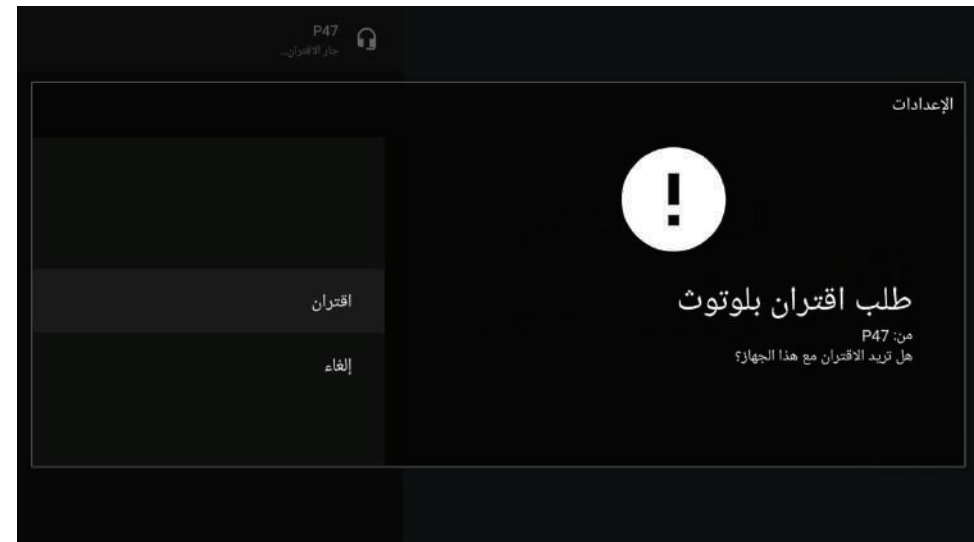 P47
جار الاقتران...
الإعدادات
طلب اقتران بلوتوث
من: P47
هل تريد الاقتران مع هذا الجهاز؟
اقتران
إلغاء